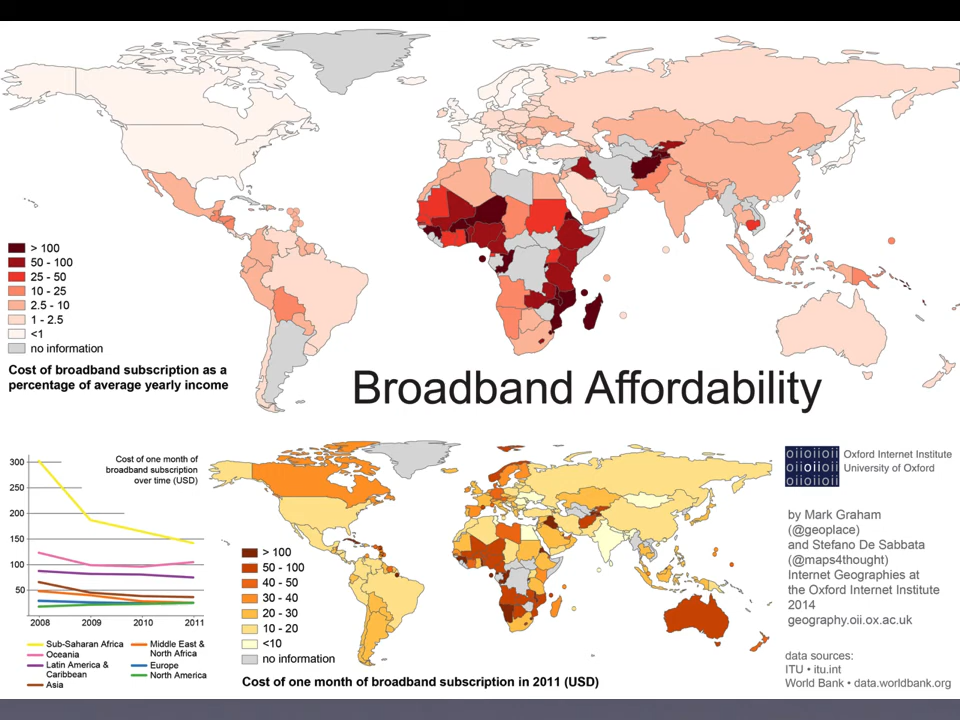 > 100
50 - 100
25 - 50
10 - 25
2.5 - 10
1 - 2.5
<1
no information
Cost of broadband subscription as a
percentage of average yearly income
Broadband Affordability
Cost of one month of
broadband subscription
over time (USD)
300
250
200
150
100
50
2008
2009
2010
2011
Sub-Saharan Africa
Oceania
Latin America &
Caribbean
Asia
Middle East &
North Africa
Europe
North America
> 100
50 - 100
40 - 50
30 - 40
20 - 30
10 - 20
<10
no information
Cost of one month of broadband subscription in 2011 (USD)
oiioiioii
oiioiioii
oiioiioii
Oxford Internet Institute
University of Oxford
by Mark Graham
(@geoplace)
and Stefano De Sabbata
(@maps4thought)
Internet Geographies at
the Oxford Internet Institute
2014
geography.oii.ox.ac.uk
data sources:
ITU • itu.int
World Bank • data.worldbank.org